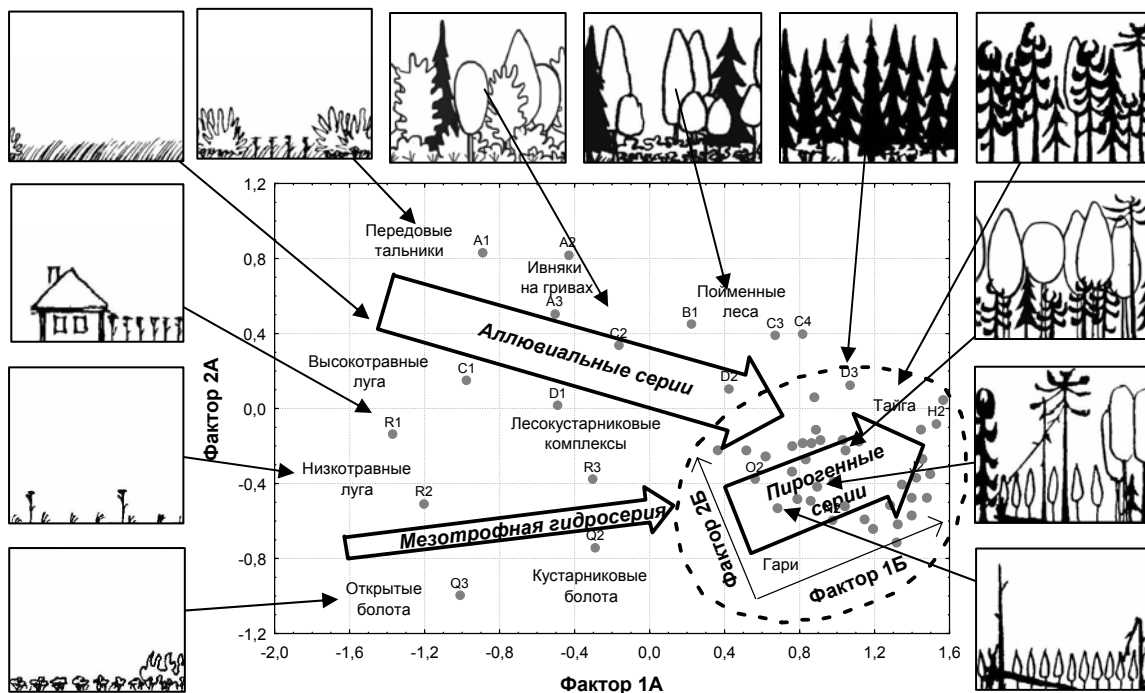 1,2
0,8
0,4
0,0
-0,4
-0,8
-1,2
Фактор 2А
Передовые
тальники
A1
A2
Ивняки
на гривах
A3
Пойменные
леса
B1
C3
C4
C2
Аллювиальные серии
Высокотравные
луга
C1
D1
D2
D3
Лесокустарниковые
комплексы
Тайга
H2
R1
Низкотравные
луга
R2
R3
O2
Пирогенные
серии
Мезотрофная гидросерия
Q2
Фактор 2Б
Гари
Фактор 1Б
Открытые
болота
Q3
Кустарниковые
болота
-2,0
-1,6
-1,2
-0,8
-0,4
0,0
0,4
0,8
1,2
1,6
Фактор 1А